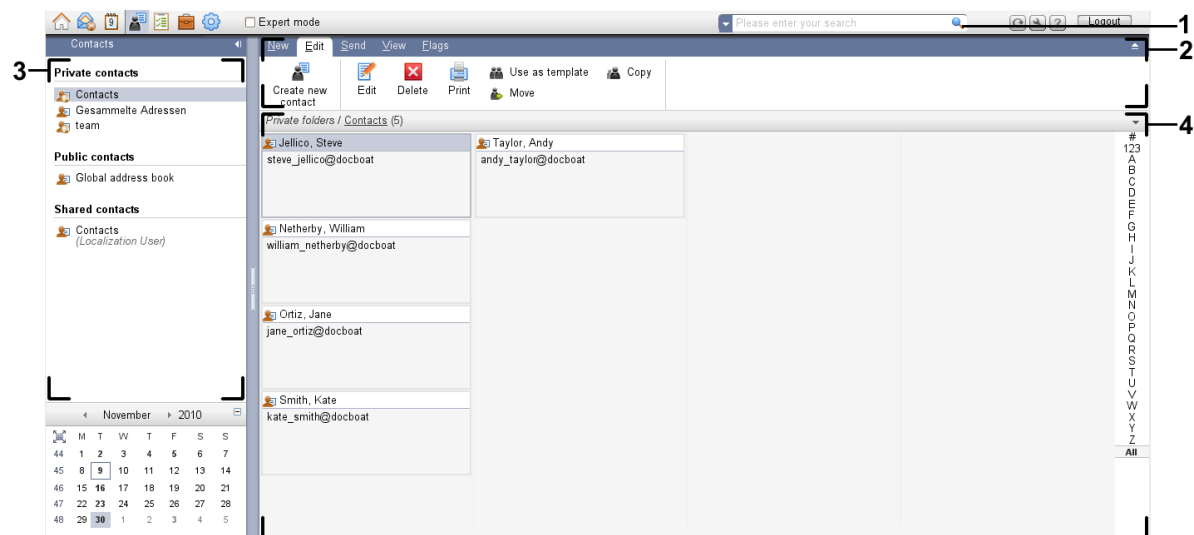 9
Expert mode
Please enter your search
?
Logout
1
Contacts
New Edit Send View Flags
2
3
Private contacts
Contacts
Gesammelte Adressen
team
Public contacts
Global address book
Shared contacts
Contacts
(Localization User)
Create new
contact
Edit
Delete
Print
Use as template
Copy
Move
Private folders / Contacts (5)
4
Jellico, Steve
steve_jellico@docboat
Taylor, Andy
andy_taylor@docboat
Netherby, William
william_netherby@docboat
Ortiz, Jane
jane_ortiz@docboat
Smith, Kate
kate_smith@docboat
#
123
A
B
C
D
E
F
G
H
I
J
K
L
M
N
O
P
Q
R
S
T
U
V
W
X
Y
Z
All
November 2010
M T W T F S S
44 1 2 3 4 5 6 7
45 8 9 10 11 12 13 14
46 15 16 17 18 19 20 21
47 22 23 24 25 26 27 28
48 29 30 1 2 3 4 5